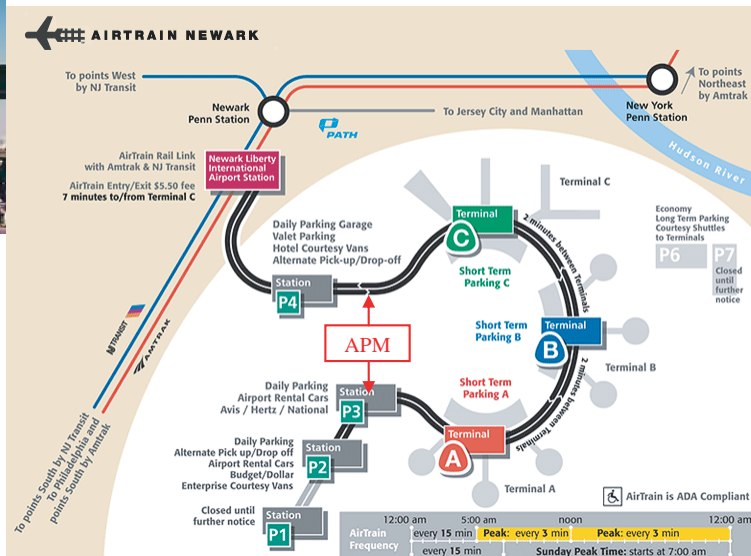 AIRTRAIN NEWARK
To points West
by NJ Transit
Newark
Penn Station
PATH
To Jersey City and Manhattan
New York
Penn Station
To points
Northeast
by Amtrak
Hudson River
AirTrain Rail Link
with Amtrak & NJ Transit
AirTrain Entry/Exit $5.50 fee
7 minutes to/from Terminal C
Newark Liberty
International
Airport Station
Daily Parking Garage
Valet Parking
Hotel Courtesy Vans
Alternate Pick-up/Drop-off
Station
P4
Terminal
C
Terminal C
Short Term
Parking C
2 minutes between Terminals
Economy
Long Term Parking
Courtesy Shuttles
to Terminals
P6
P7
Closed
until
further
notice
Short Term
Parking B
Terminal
B
Terminal B
2 minutes between Terminals
APM
NJ TRANSIT
AMTRAK
To points South by NJ Transit
To Philadelphia and
points South by Amtrak
Daily Parking
Airport Rental Cars
Avis / Hertz / National
Station
P3
Short Term
Parking A
Terminal
A
Terminal A
Daily Parking
Alternate Pick up/Drop off
Airport Rental Cars
Budget/Dollar
Enterprise Courtesy Vans
Station
P2
Closed until
further notice
Station
P1
AirTrain is ADA Compliant
12:00 am 5:00 am noon 12:00 am
AirTrain
Frequency
every 15 min Peak: every 3 min Peak: every 3 min
every 15 min Sunday Peak Time: starts at 7:00 am